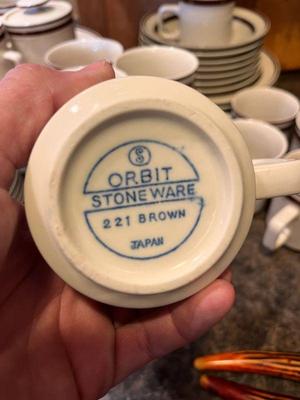 S
ORBIT
STONEWARE
221 BROWN
JAPAN